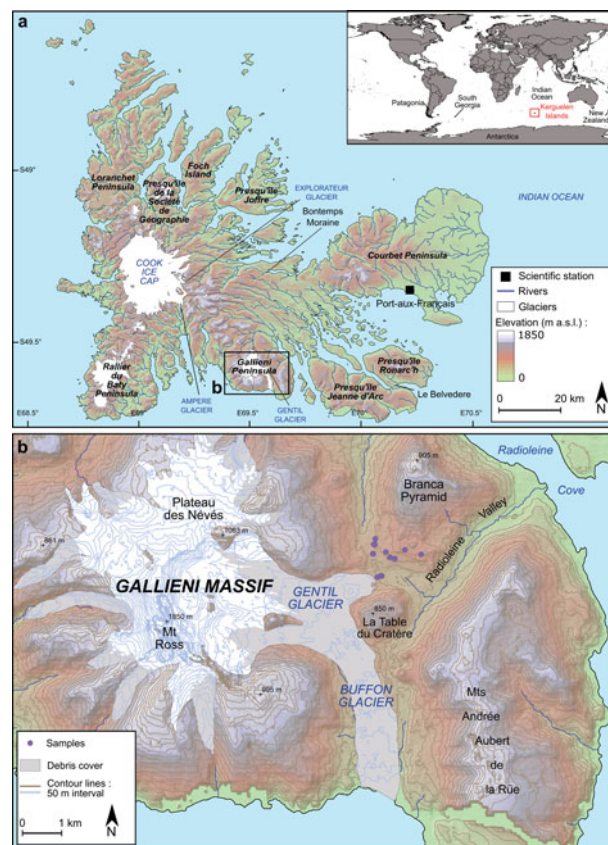 a
Patagonia
South
Georgia
Indian
Ocean
Kerguelen
Islands
New
Zealand
Antarctica
S49°
S49.5°
E68.5°
E69°
E69.5°
E70°
E70.5°
Loranchet
Peninsula
Presqu'île
de la
Société
de
Géographie
Foch
Island
Presqu'île
Joffre
EXPLORATEUR
GLACIER
Bontemps
Moraine
INDIAN OCEAN
COOK
ICE
CAP
Courbet Peninsula
Port-aux-Français
Rallier
du
Baty
Peninsula
b
Gallieni
Peninsula
AMPERE
GLACIER
GENTIL
GLACIER
Presqu'île
Ronarc'h
Presqu'île
Jeanne d'Arc
Le Belvedere
Scientific station
Rivers
Glaciers
Elevation (m a.s.l.) :
1850
0
0 20 km
N
b
Plateau
des Névés
1063 m
GALLIENI MASSIF
1850 m
Mt
Ross
905 m
Branca
Pyramid
Radioleine
Cove
Radioleine Valley
GENTIL
GLACIER
La Table
du Cratère
BUFFON
GLACIER
Mts
Andrée
Aubert
de
la Rüe
Samples
Debris cover
Contour lines :
50 m interval
0 1 km
N